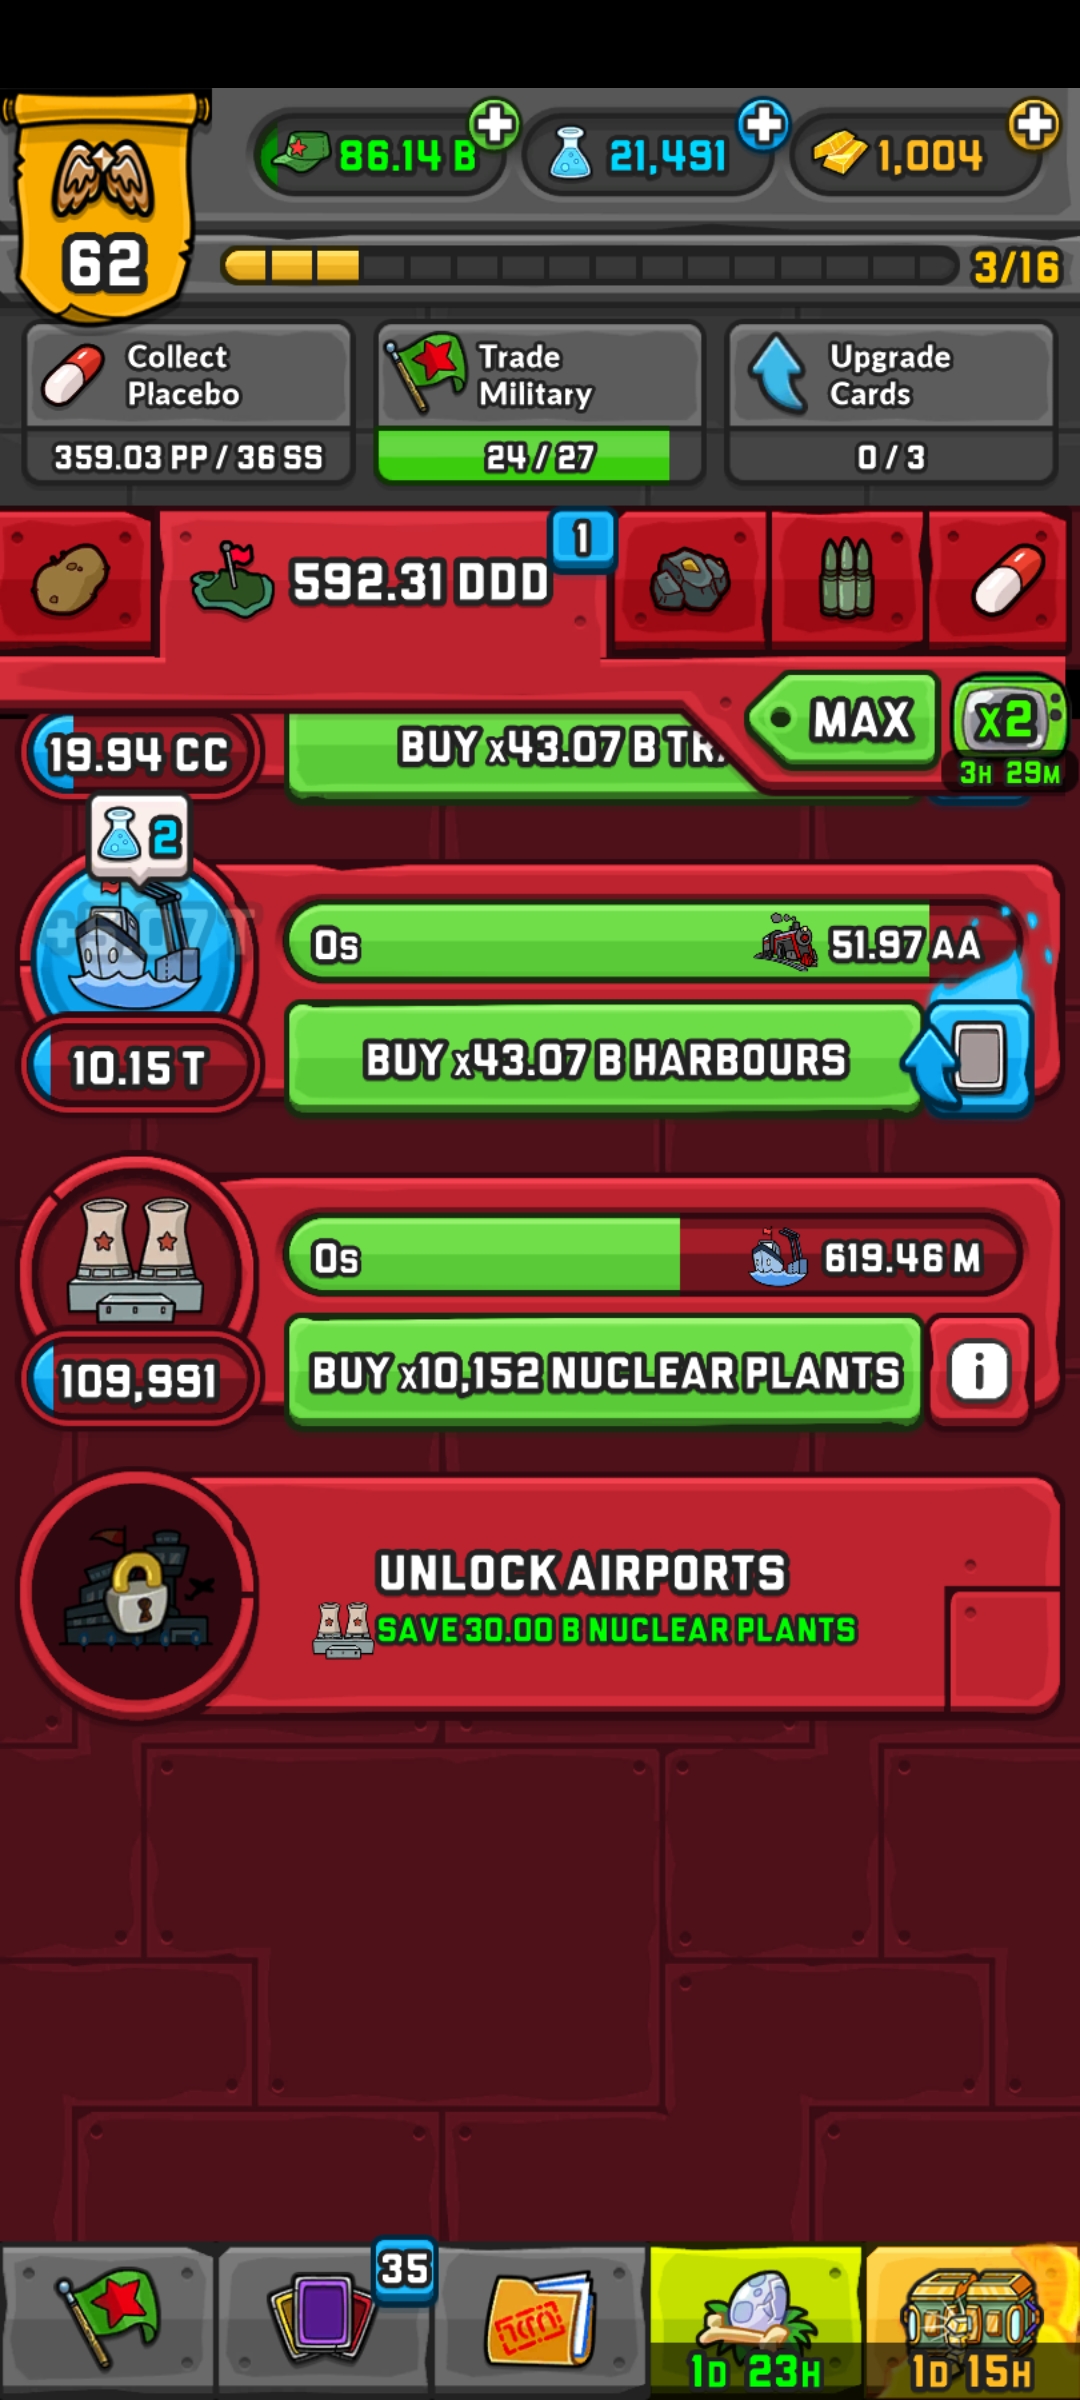 86.14 B
21,491
1,004
62
3/16
Collect
Placebo
359.03 PP / 36 SS
Trade
Military
24 / 27
Upgrade
Cards
0 / 3
592.31 DDD
1
MAX
x2
3H 29M
19.94 CC
BUY x43.07 B
2
0s
51.97 AA
10.15 T
BUY x43.07 B HARBOURS
0s
619.46 M
109,991
BUY x10,152 NUCLEAR PLANTS
i
UNLOCK AIRPORTS
SAVE 30.00 B NUCLEAR PLANTS
35
1D 23H
1D 15H